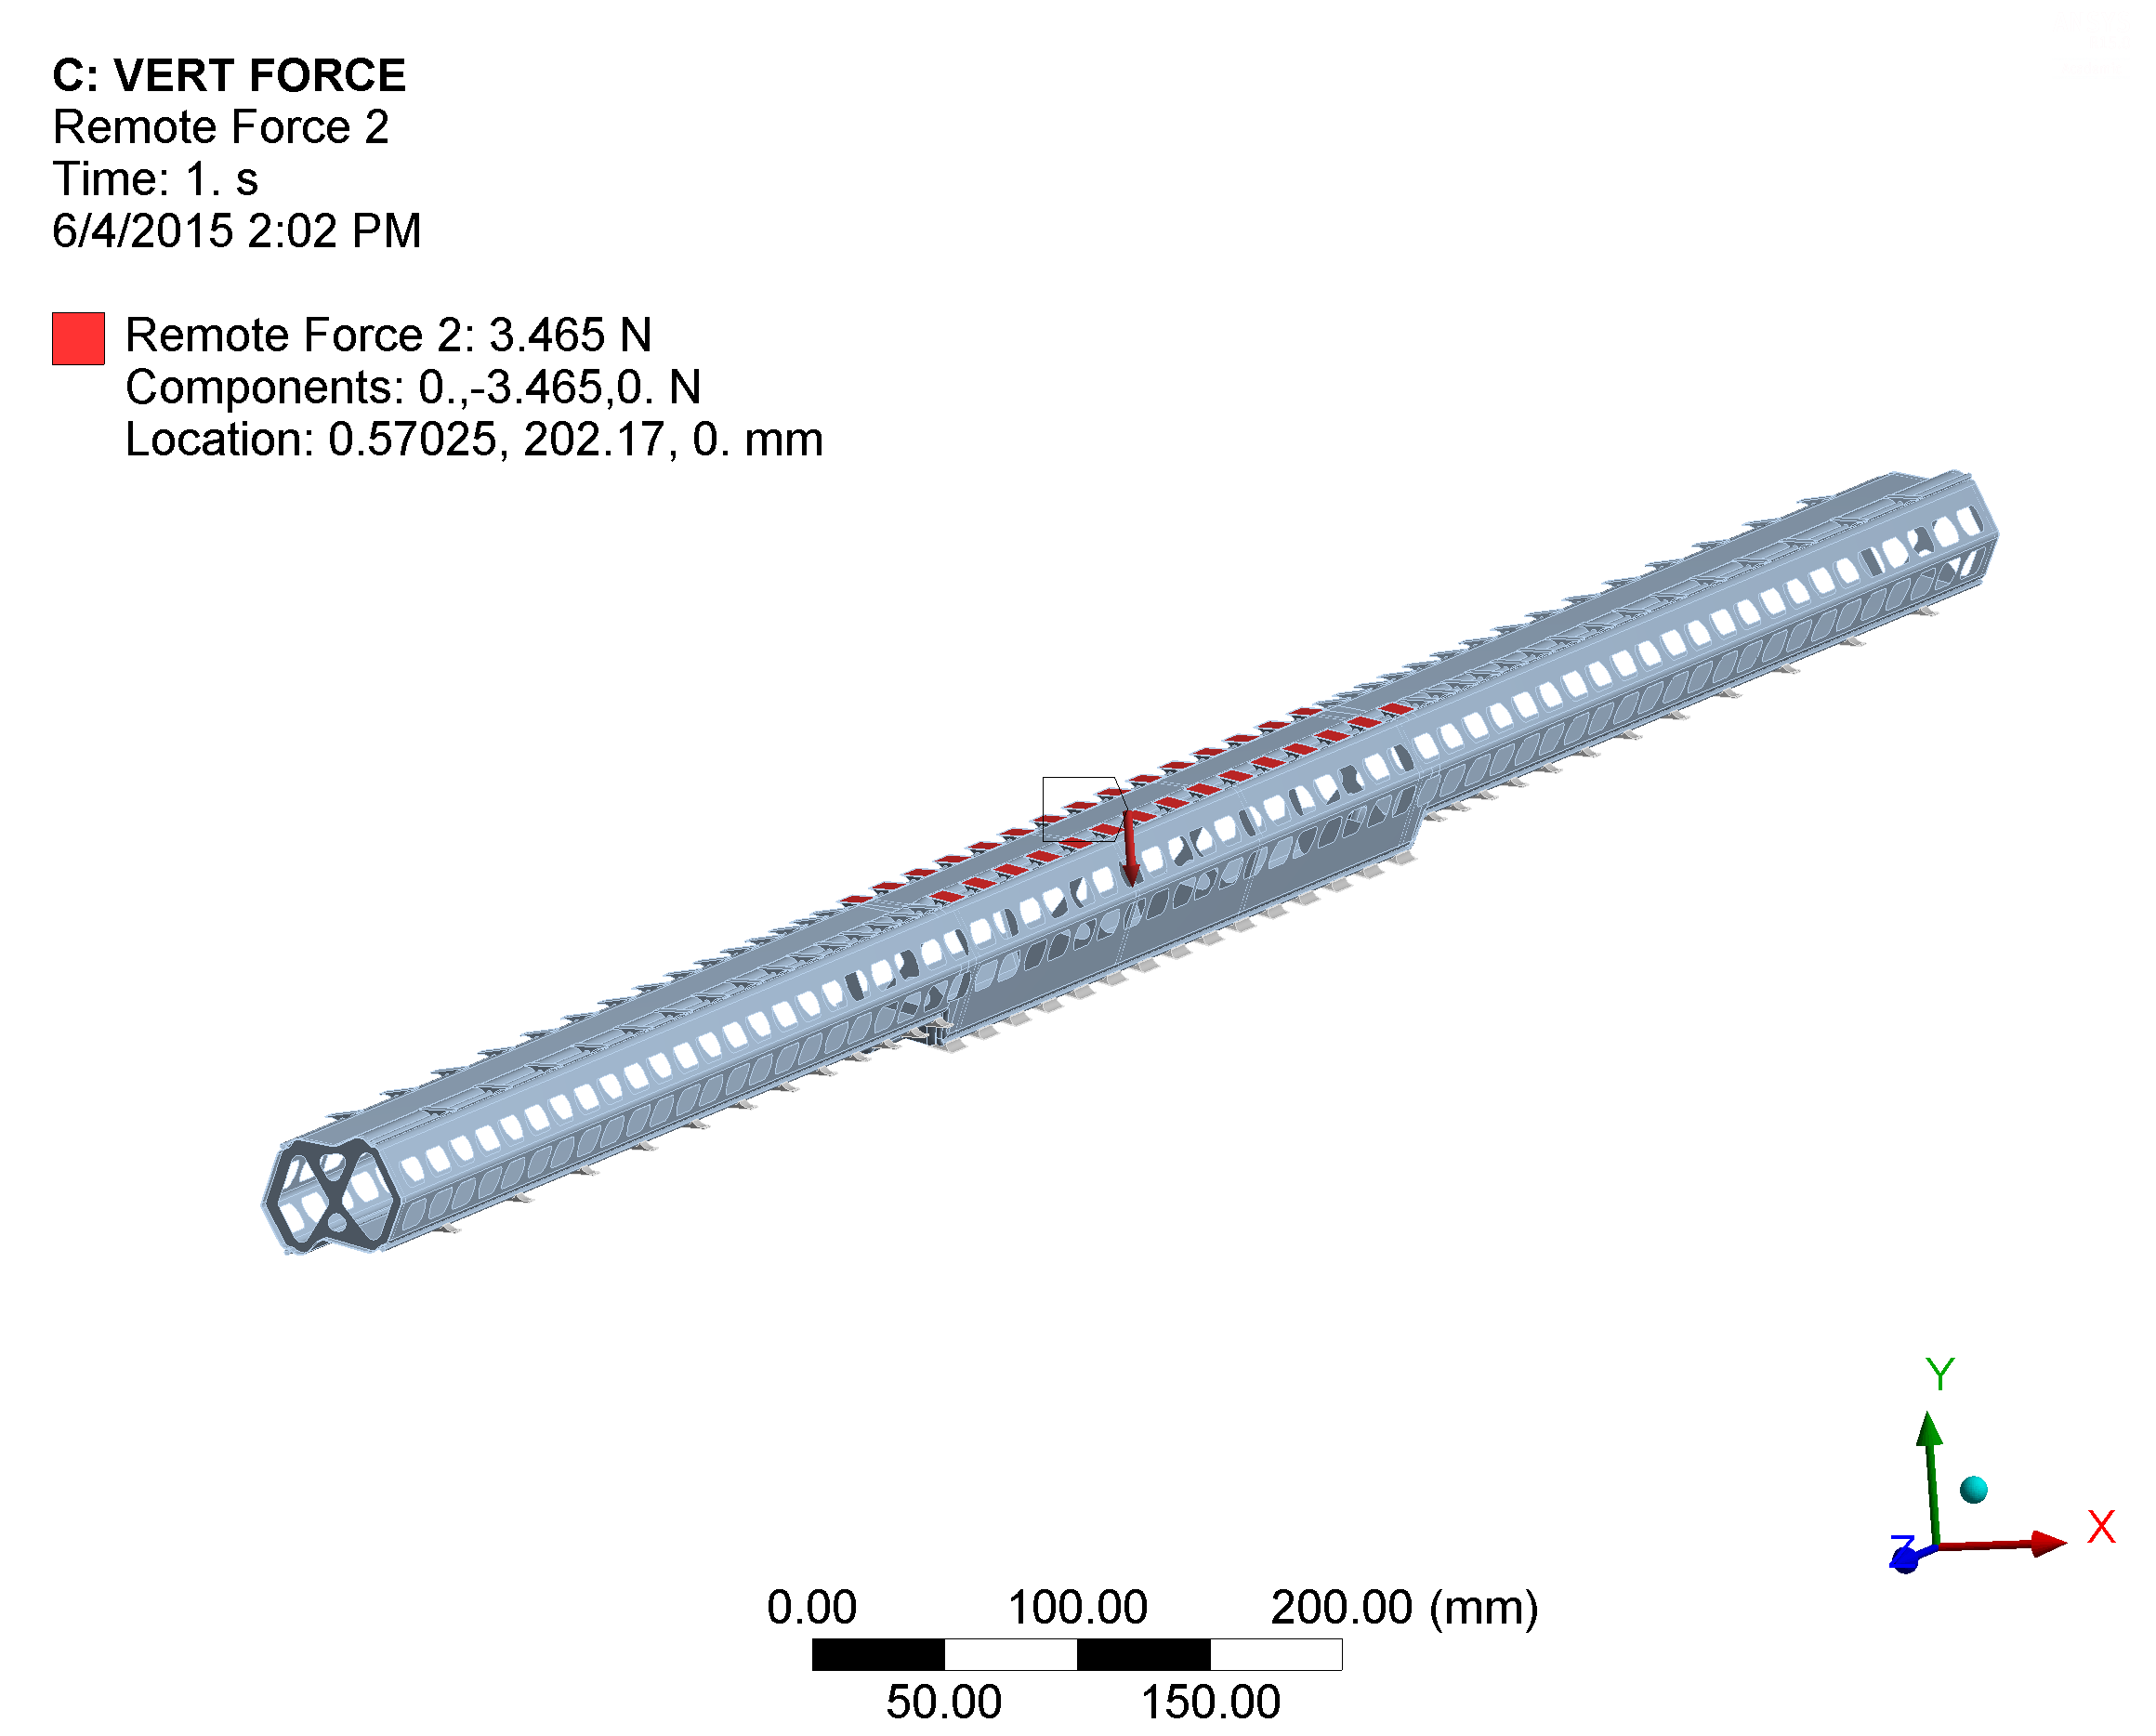 C: VERT FORCE
Remote Force 2
Time: 1. s
6/4/2015 2:02 PM
Remote Force 2: 3.465 N
Components: 0.,-3.465,0. N
Location: 0.57025, 202.17, 0. mm
Y
X
Z
0.00 100.00 200.00 (mm)
50.00 150.00